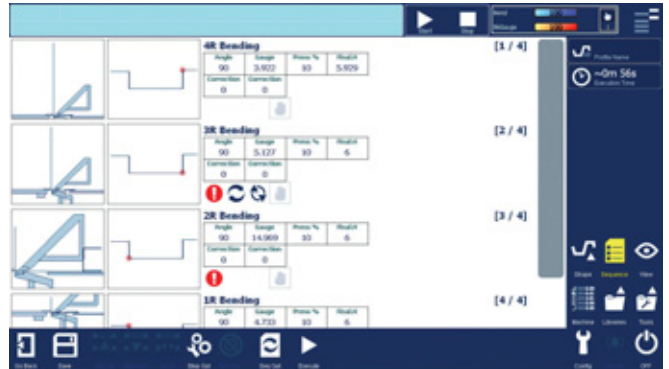 Start
Stop
4R Bending
[1 / 4]
Angle Gauge Press %
90 3.922 10 5.929
Correction Correction
0 0
Profile Name
~0m 56s
Execution Time
3R Bending
[2 / 4]
Angle Gauge Press %
90 5.127 10 6
Correction Correction
0 0
2R Bending
[3 / 4]
Angle Gauge Press %
90 14.969 10 6
Correction Correction
0 0
1R Bending
[4 / 4]
Angle Gauge Press %
90 4.733 10 6
Shape Sequence View
Machine Libraries Tools
Go Back Save Execute
Config OFF